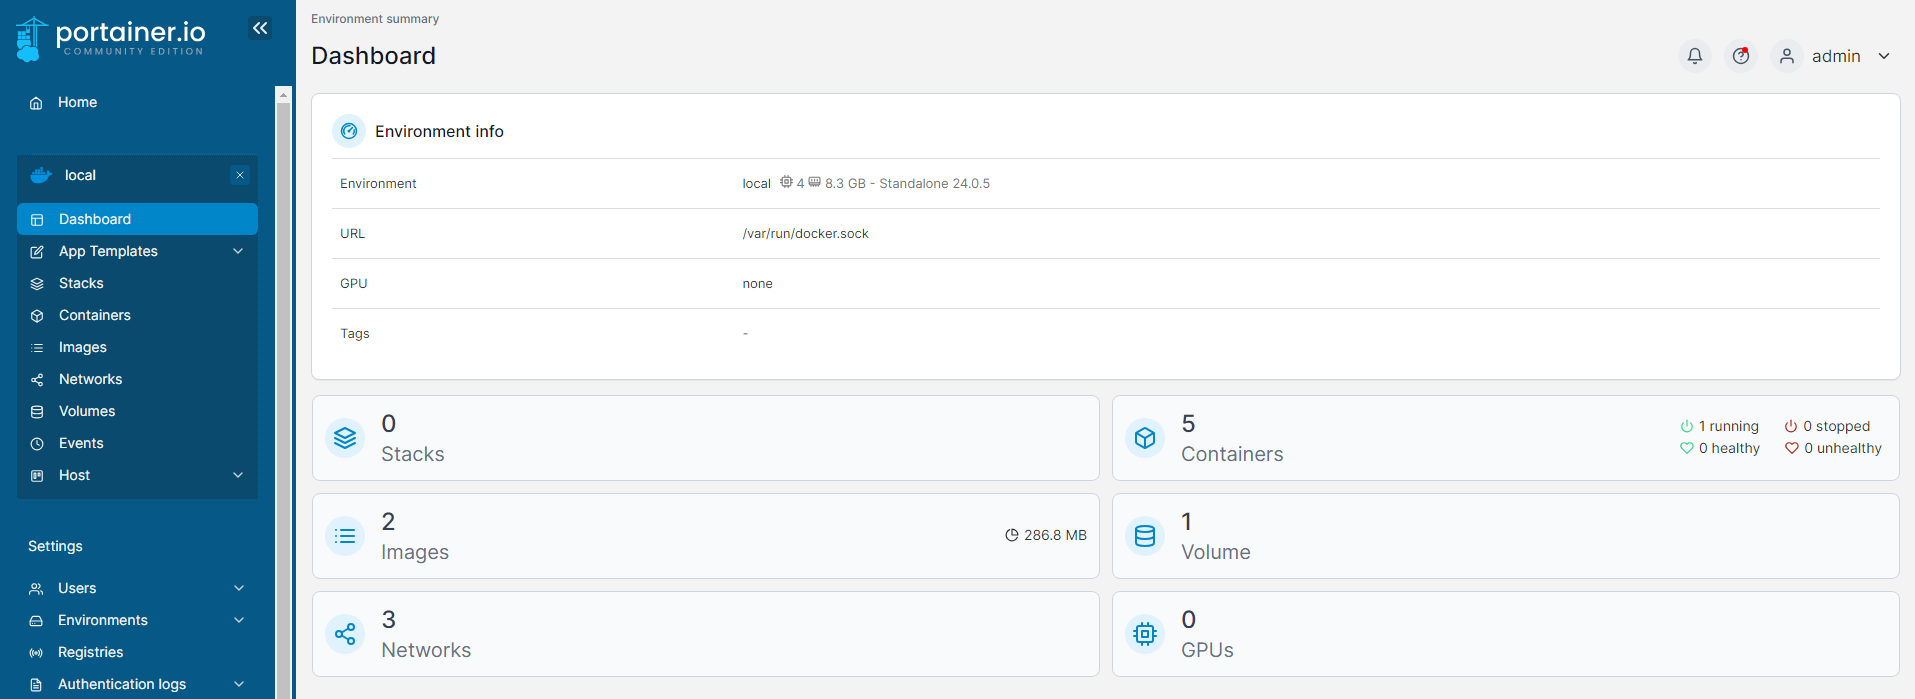 portainer.io
COMMUNITY EDITION
Home
local
Dashboard
App Templates
Stacks
Containers
Images
Networks
Volumes
Events
Host
Settings
Users
Environments
Registries
Authentication logs
Environment summary
Dashboard
admin
Environment info
Environment local 4 8.3 GB - Standalone 24.0.5
URL /var/run/docker.sock
GPU none
Tags -
0
Stacks
5
Containers
1 running 0 stopped
0 healthy 0 unhealthy
2
Images
286.8 MB
1
Volume
3
Networks
0
GPUs